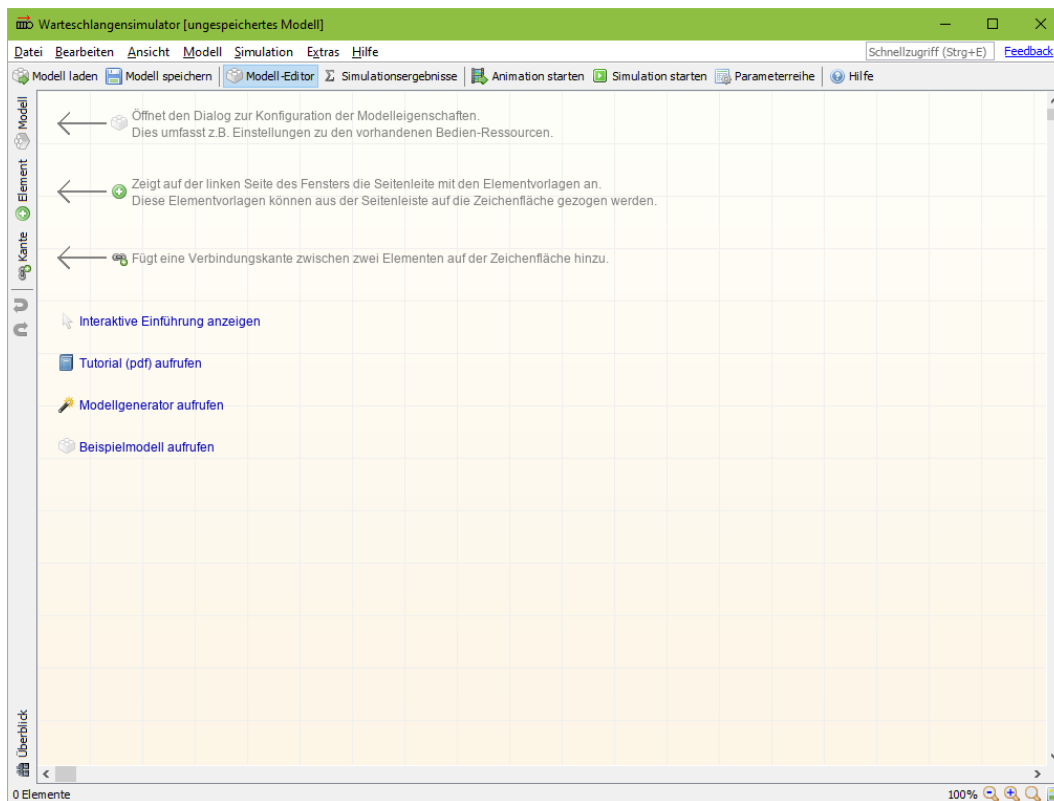 Warteschlangensimulator [ungespeichertes Modell]
Datei Bearbeiten Ansicht Modell Simulation Extras Hilfe Schnellzugriff (Strg+E) Feedback
Modell laden Modell speichern Modell-Editor Σ Simulationsergebnisse Animation starten Simulation starten Parameterreihe Hilfe
Modell
Element
Kante
Öffnet den Dialog zur Konfiguration der Modelleigenschaften.
Dies umfasst z.B. Einstellungen zu den vorhandenen Bedien-Ressourcen.
Zeigt auf der linken Seite des Fensters die Seitenleite mit den Elementvorlagen an.
Diese Elementvorlagen können aus der Seitenleiste auf die Zeichenfläche gezogen werden.
Fügt eine Verbindungskante zwischen zwei Elementen auf der Zeichenfläche hinzu.
Interaktive Einführung anzeigen
Tutorial (pdf) aufrufen
Modellgenerator aufrufen
Beispielmodell aufrufen
Überblick
0 Elemente 100%